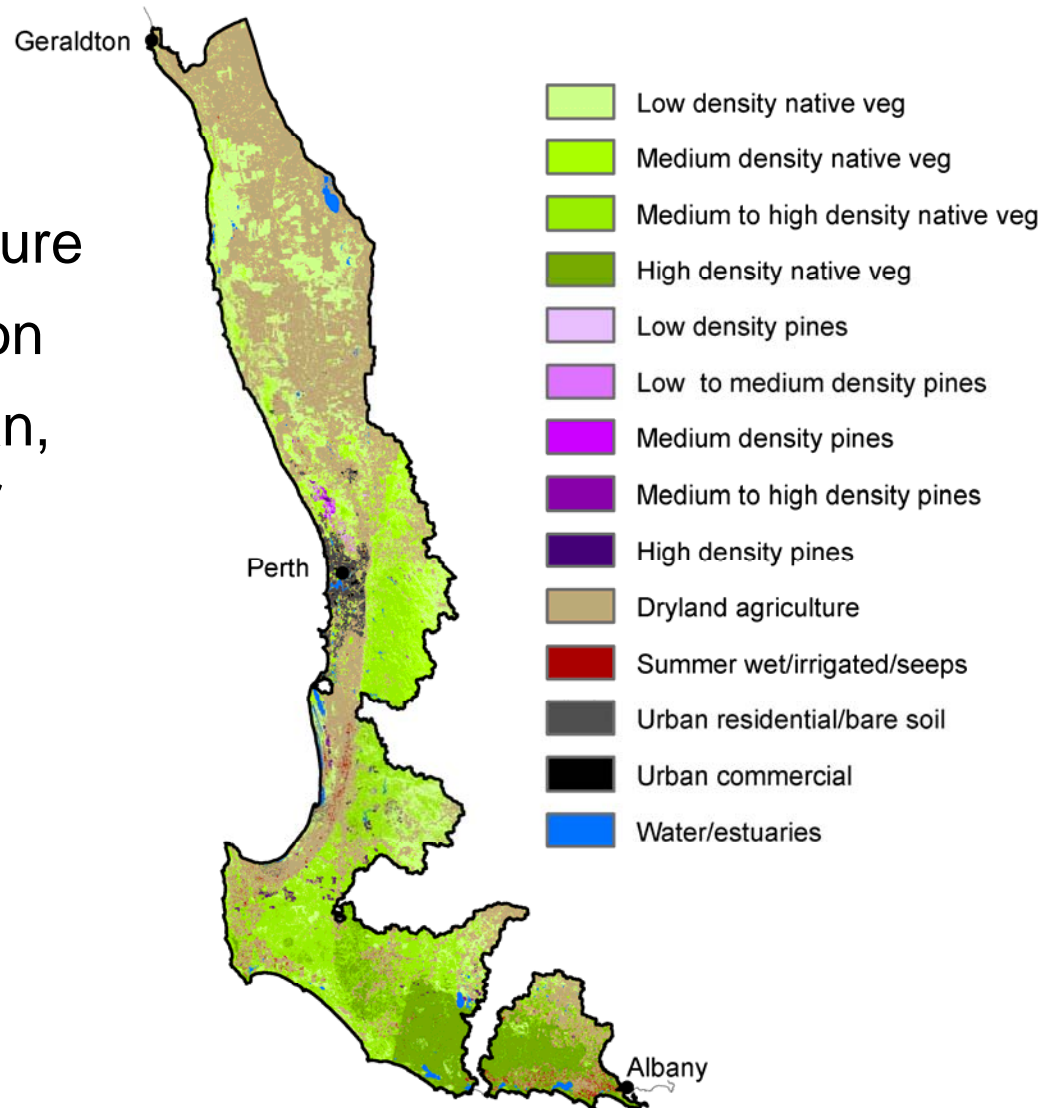 Geraldton
ure
on
n,
Perth
Albany
Low density native veg
Medium density native veg
Medium to high density native veg
High density native veg
Low density pines
Low  to medium density pines
Medium density pines
Medium to high density pines
High density pines
Dryland agriculture
Summer wet/irrigated/seeps
Urban residential/bare soil
Urban commercial
Water/estuaries